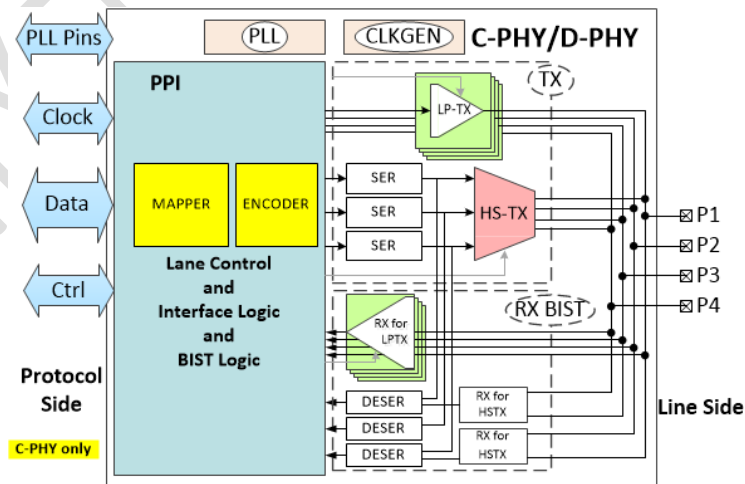 PLL Pins
Clock
Data
Ctrl
Protocol
Side
C-PHY only
PLL
CLKGEN
C-PHY/D-PHY
PPI
MAPPER
ENCODER
Lane Control
and
Interface Logic
and
BIST Logic
TX
LP-TX
SER
SER
SER
HS-TX
RX BIST
RX for
LPTX
DESER
DESER
DESER
RX for
HSTX
RX for
HSTX
P1
P2
P3
P4
Line Side